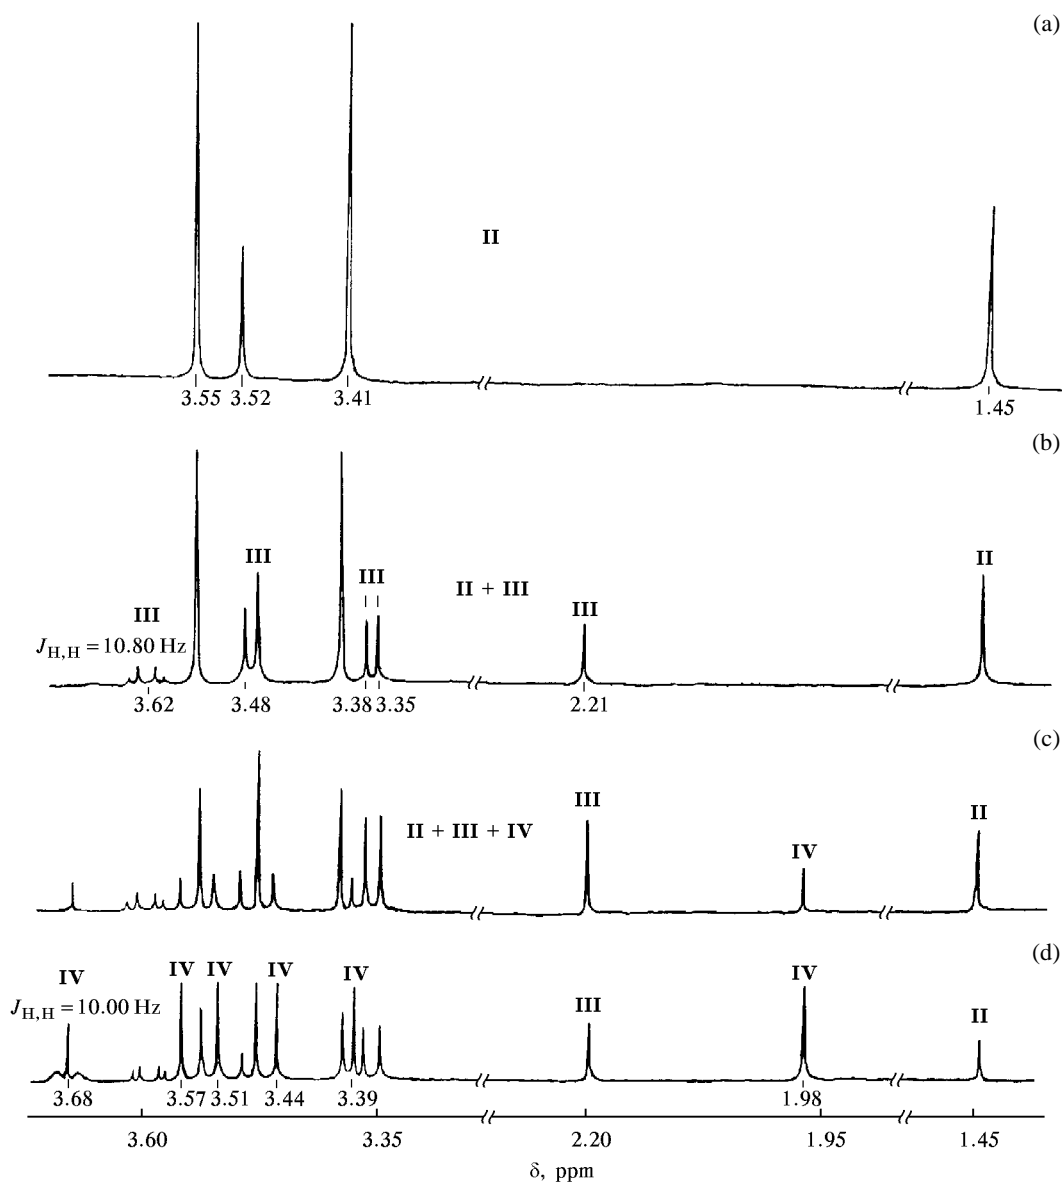 (a)
II
3.55 3.52 3.41 1.45
(b)
III III III II + III III II
J_H,H = 10.80 Hz
3.62 3.48 3.38 3.35 2.21
(c)
II + III + IV III IV II
(d)
IV IV IV IV IV III IV II
J_H,H = 10.00 Hz
3.68 3.57 3.51 3.44 3.39 1.98
3.60 3.35 2.20 1.95 1.45
δ, ppm